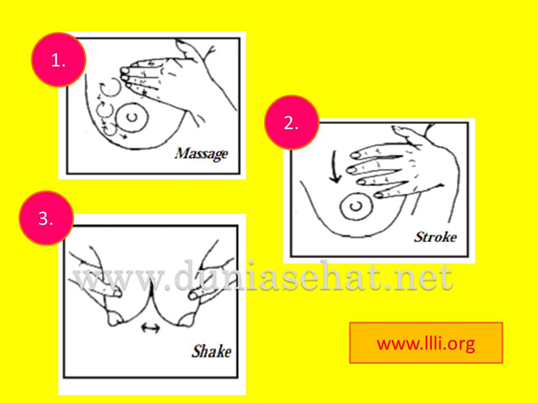 1.
Massage
2.
Stroke
3.
www.duniasehat.net
Shake
www.llli.org